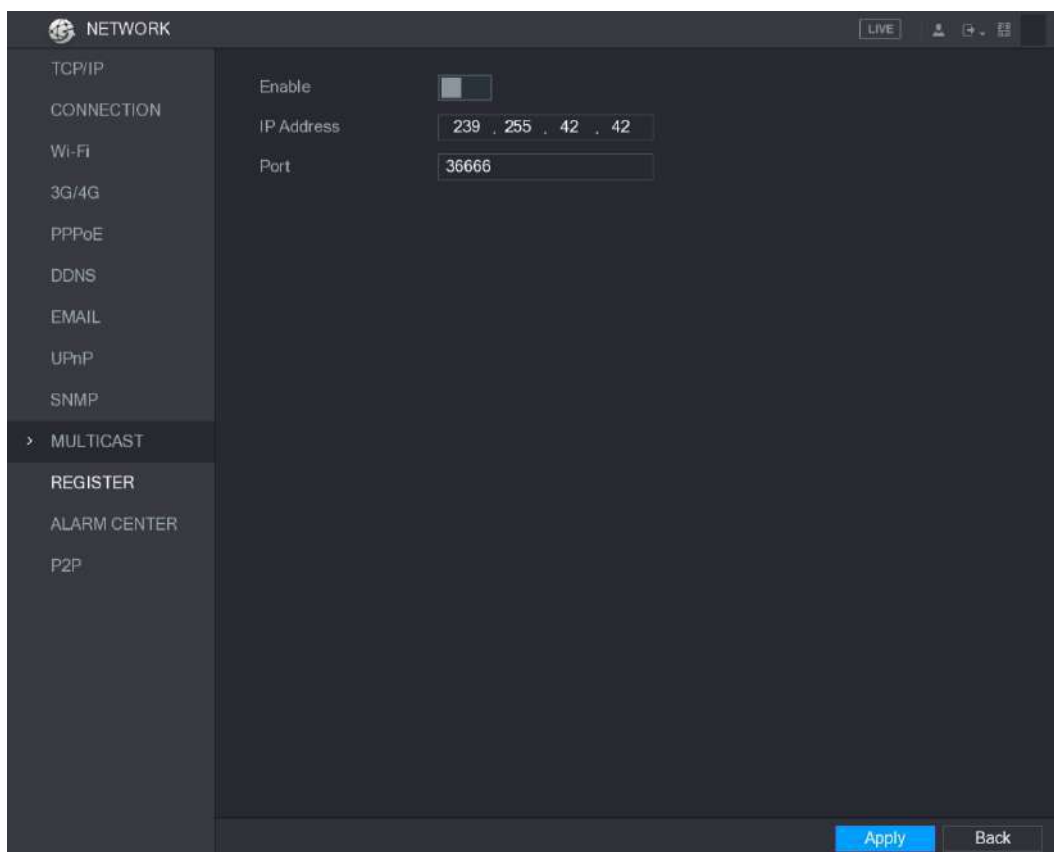 NETWORK
LIVE
TCP/IP
CONNECTION
Wi-Fi
3G/4G
PPPoE
DDNS
EMAIL
UPnP
SNMP
› MULTICAST
REGISTER
ALARM CENTER
P2P
Enable
IP Address 239 . 255 . 42 . 42
Port 36666
Apply Back